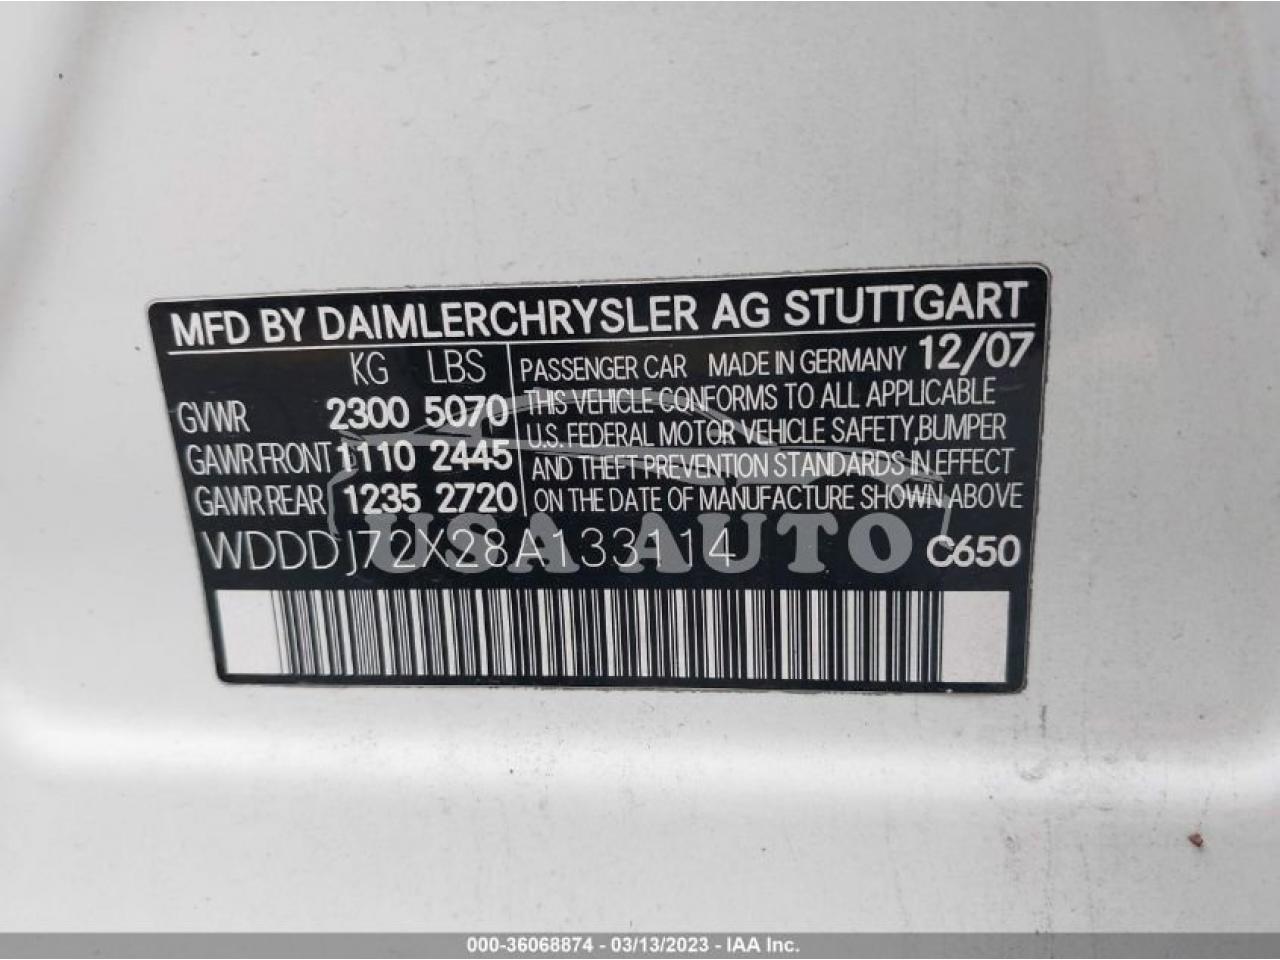 MFD BY DAIMLERCHRYSLER AG STUTTGART
KG LBS
PASSENGER CAR MADE IN GERMANY 12/07
GVWR 2300 5070
THIS VEHICLE CONFORMS TO ALL APPLICABLE
U.S. FEDERAL MOTOR VEHICLE SAFETY,BUMPER
GAWR.FRONT 1110 2445
AND THEFT PREVENTION STANDARDS IN EFFECT
GAWR REAR 1235 2720
ON THE DATE OF MANUFACTURE SHOWN ABOVE
WDDDJ72X28A133114 C650
USA AUTO
000-36068874 - 03/13/2023 - IAA Inc.